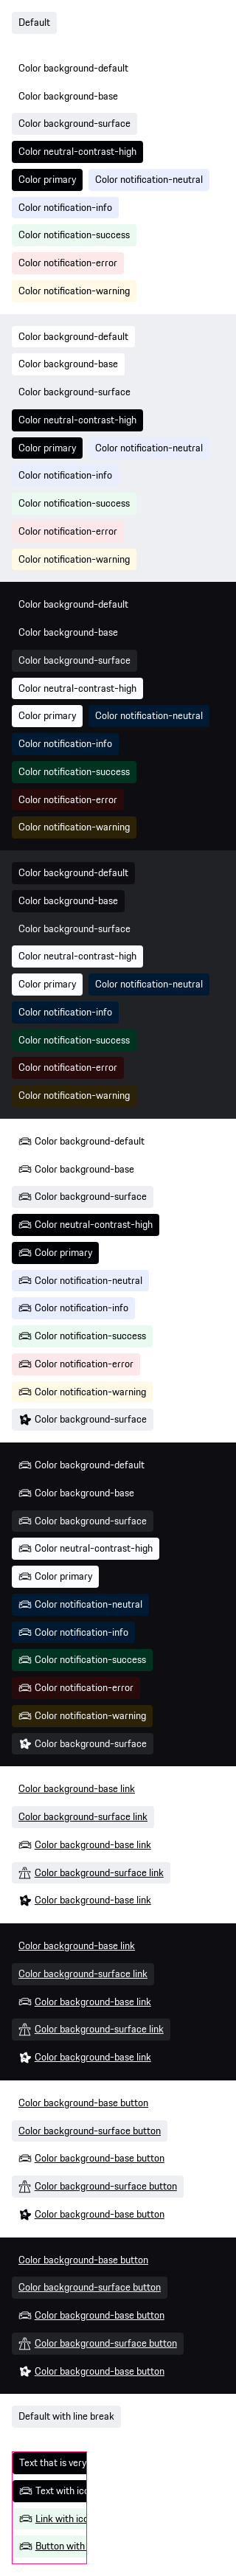 Default
Color background-default
Color background-base
Color background-surface
Color neutral-contrast-high
Color primary Color notification-neutral
Color notification-info
Color notification-success
Color notification-error
Color notification-warning
Color background-default
Color background-base
Color background-surface
Color neutral-contrast-high
Color primary Color notification-neutral
Color notification-info
Color notification-success
Color notification-error
Color notification-warning
Color background-default
Color background-base
Color background-surface
Color neutral-contrast-high
Color primary Color notification-neutral
Color notification-info
Color notification-success
Color notification-error
Color notification-warning
Color background-default
Color background-base
Color background-surface
Color neutral-contrast-high
Color primary Color notification-neutral
Color notification-info
Color notification-success
Color notification-error
Color notification-warning
Color background-default
Color background-base
Color background-surface
Color neutral-contrast-high
Color primary
Color notification-neutral
Color notification-info
Color notification-success
Color notification-error
Color notification-warning
Color background-surface
Color background-default
Color background-base
Color background-surface
Color neutral-contrast-high
Color primary
Color notification-neutral
Color notification-info
Color notification-success
Color notification-error
Color notification-warning
Color background-surface
Color background-base link
Color background-surface link
Color background-base link
Color background-surface link
Color background-base link
Color background-base link
Color background-surface link
Color background-base link
Color background-surface link
Color background-base link
Color background-base button
Color background-surface button
Color background-base button
Color background-surface button
Color background-base button
Color background-base button
Color background-surface button
Color background-base button
Color background-surface button
Color background-base button
Default with line break
Text that is very
Text with
Link with
Button with